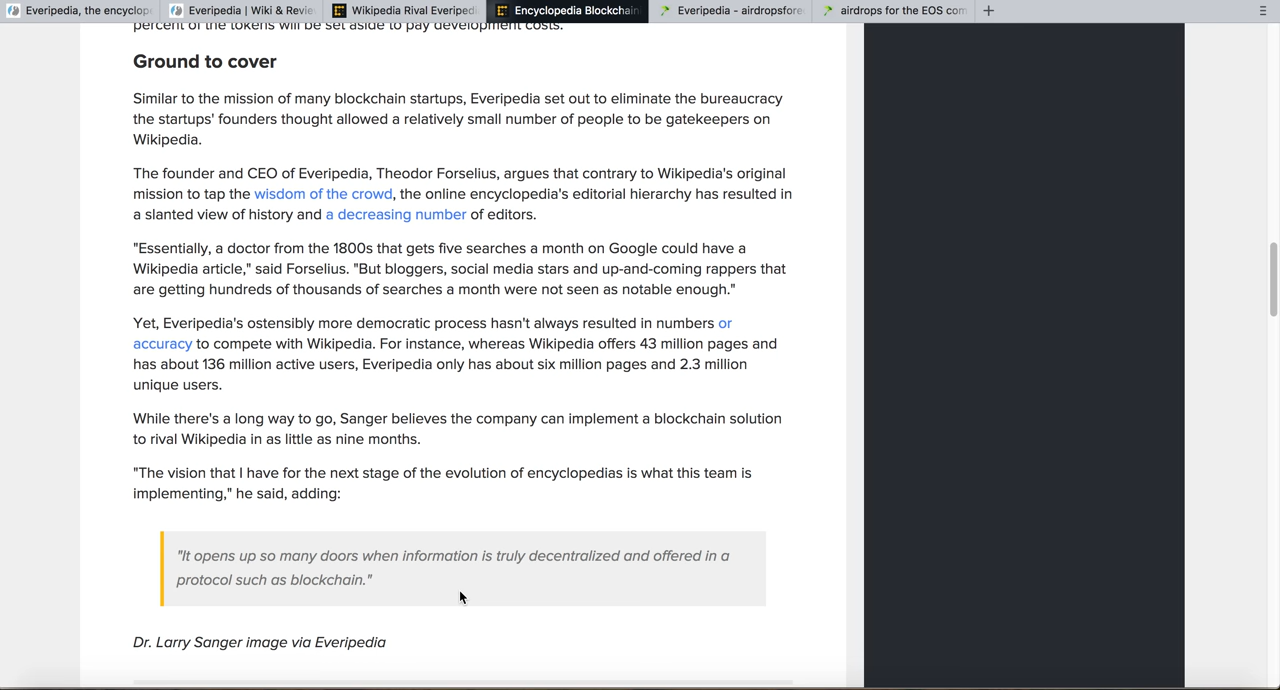 Everipedia, the encyclop
Everipedia | Wiki & Revie
Wikipedia Rival Everiped
Encyclopedia Blockchain
Everipedia - airdropsfore
airdrops for the EOS com
percent of the tokens will be set aside to pay development costs.
Ground to cover
Similar to the mission of many blockchain startups, Everipedia set out to eliminate the bureaucracy
the startups' founders thought allowed a relatively small number of people to be gatekeepers on
Wikipedia.
The founder and CEO of Everipedia, Theodor Forselius, argues that contrary to Wikipedia's original
mission to tap the wisdom of the crowd, the online encyclopedia's editorial hierarchy has resulted in
a slanted view of history and a decreasing number of editors.
"Essentially, a doctor from the 1800s that gets five searches a month on Google could have a
Wikipedia article," said Forselius. "But bloggers, social media stars and up-and-coming rappers that
are getting hundreds of thousands of searches a month were not seen as notable enough."
Yet, Everipedia's ostensibly more democratic process hasn't always resulted in numbers or
accuracy to compete with Wikipedia. For instance, whereas Wikipedia offers 43 million pages and
has about 136 million active users, Everipedia only has about six million pages and 2.3 million
unique users.
While there's a long way to go, Sanger believes the company can implement a blockchain solution
to rival Wikipedia in as little as nine months.
"The vision that I have for the next stage of the evolution of encyclopedias is what this team is
implementing," he said, adding:
"It opens up so many doors when information is truly decentralized and offered in a
protocol such as blockchain."
Dr. Larry Sanger image via Everipedia